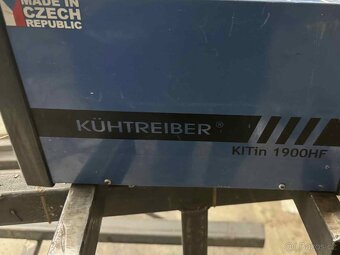 MADE IN
CZECH
REPUBLIC
KÜHTREIBER®
KITin 1900HF